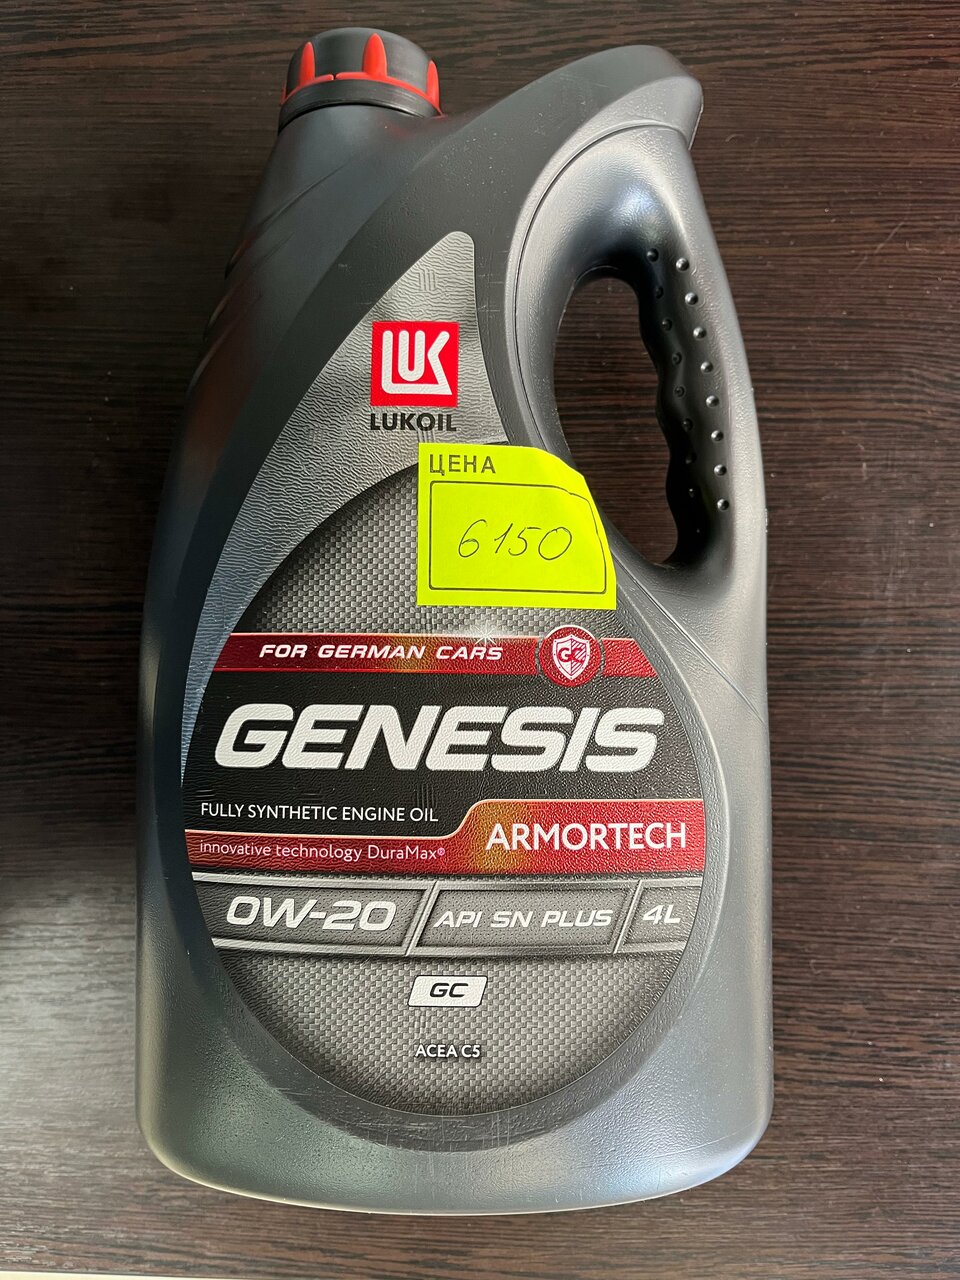 LUK
LUKOIL
ЦЕНА
6150
FOR GERMAN CARS
GC
GENESIS
FULLY SYNTHETIC ENGINE OIL
innovative technology DuraMax®
ARMORTECH
0W-20
API SN PLUS
4L
GC
ACEA C5